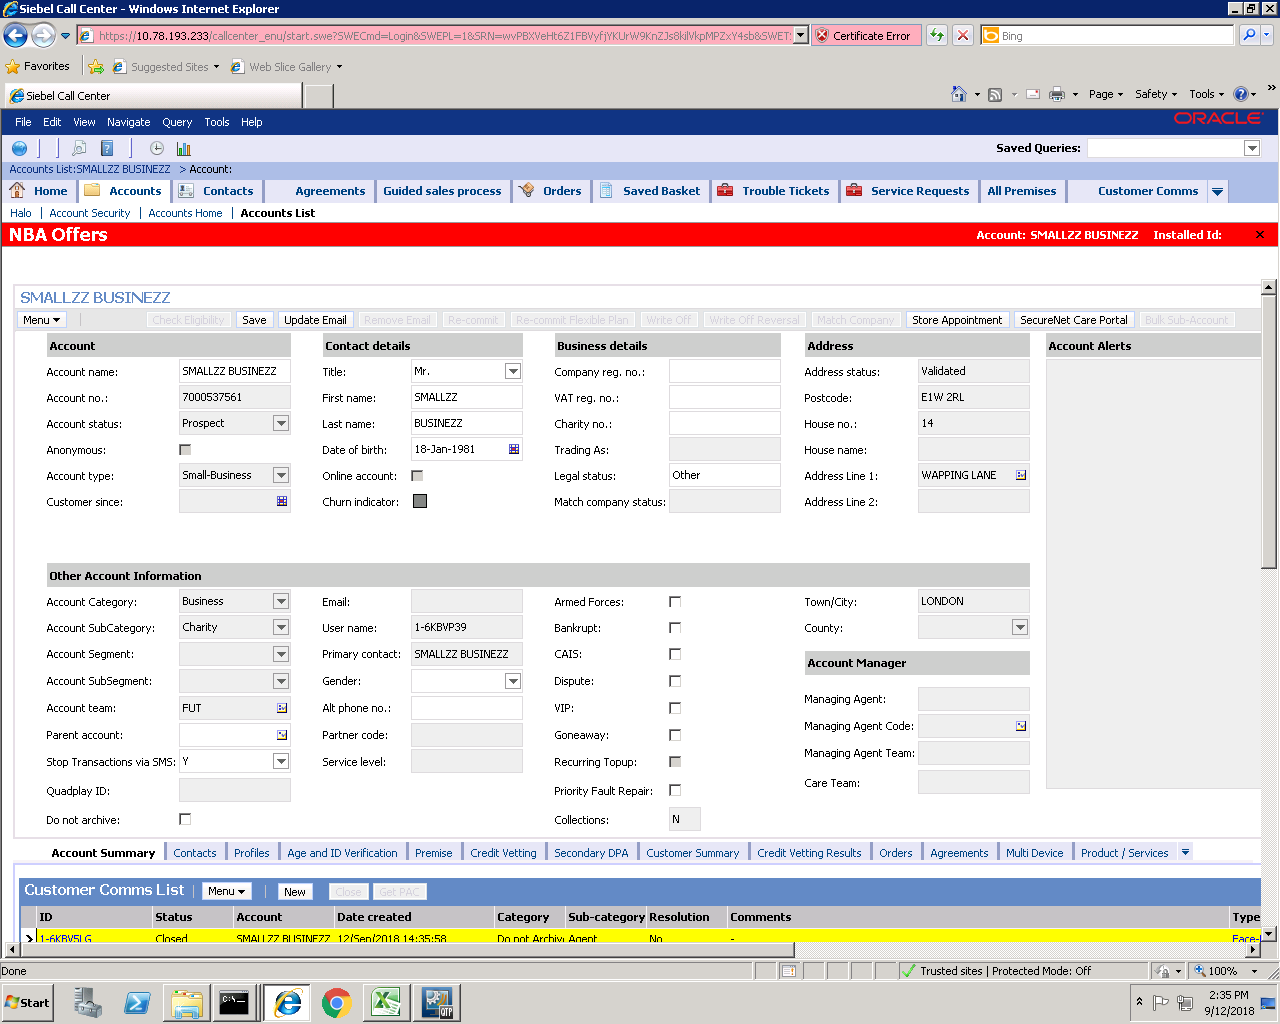 Siebel Call Center - Windows Internet Explorer
https://10.78.193.233/callcenter_enu/start.swe?SWECmd=Login&SWEPL=1&SRN=
Certificate Error
Bing
Favorites
Suggested Sites
Web Slice Gallery
Siebel Call Center
Page
Safety
Tools
File Edit View Navigate Query Tools Help
ORACLE
Saved Queries:
Accounts List:SMALLZZ BUSINEZZ > Account:
Home
Accounts
Contacts
Agreements
Guided sales process
Orders
Saved Basket
Trouble Tickets
Service Requests
All Premises
Customer Comms
Halo | Account Security | Accounts Home | Accounts List
NBA Offers
Account: SMALLZZ BUSINEZZ Installed Id:
SMALLZZ BUSINEZZ
Menu
Check Eligibility
Save
Update Email
Remove Email
Re-commit
Re-commit Flexible Plan
Write Off
Write Off Reversal
Match Company
Store Appointment
SecureNet Care Portal
Bulk Sub-Account
Account
Account name: SMALLZZ BUSINEZZ
Account no.: 7000537561
Account status: Prospect
Anonymous:
Account type: Small-Business
Customer since:
Contact details
Title: Mr.
First name: SMALLZZ
Last name: BUSINEZZ
Date of birth: 18-Jan-1981
Online account:
Churn indicator:
Business details
Company reg. no.:
VAT reg. no.:
Charity no.:
Trading As:
Legal status: Other
Match company status:
Address
Address status: Validated
Postcode: E1W 2RL
House no.: 14
House name:
Address Line 1: WAPPING LANE
Address Line 2:
Account Alerts
Other Account Information
Account Category: Business
Account SubCategory: Charity
Account Segment:
Account SubSegment:
Account team: FUT
Parent account:
Stop Transactions via SMS: Y
Quadplay ID:
Do not archive:
Email:
User name: 1-6KBVP39
Primary contact: SMALLZZ BUSINEZZ
Gender:
Alt phone no.:
Partner code:
Service level:
Armed Forces:
Bankrupt:
CAIS:
Dispute:
VIP:
Goneaway:
Recurring Topup:
Priority Fault Repair:
Collections: N
Town/City: LONDON
County:
Account Manager
Managing Agent:
Managing Agent Code:
Managing Agent Team:
Care Team:
Account Summary
Contacts
Profiles
Age and ID Verification
Premise
Credit Vetting
Secondary DPA
Customer Summary
Credit Vetting Results
Orders
Agreements
Multi Device
Product / Services
Customer Comms List
Menu
New
Close
Get PAC
ID Status Account Date created Category Sub-category Resolution Comments Type
1-6KBV5LG Closed SMALLZZ BUSINEZZ 12/Sep/2018 14:35:58 Do not Archiv Agent No - Face-
Done
Trusted sites | Protected Mode: Off
100%
Start
QTP
2:35 PM
9/12/2018